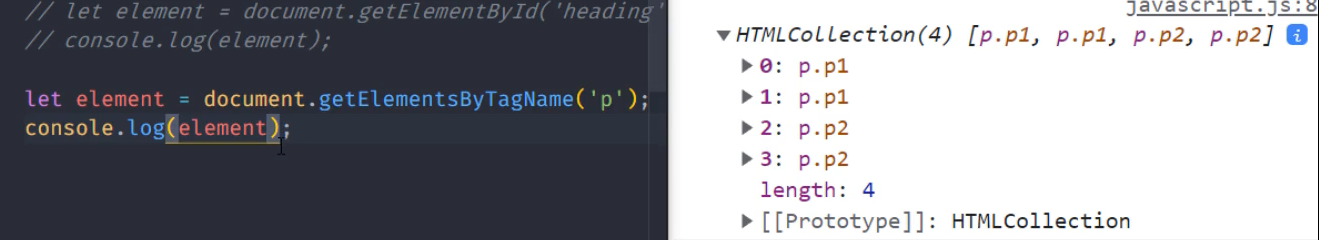 // let element = document.getElementById('heading'
// console.log(element);
let element = document.getElementsByTagName('p');
console.log(element);
javascript.js:8
▼HTMLCollection(4) [p.p1, p.p1, p.p2, p.p2] i
▶0: p.p1
▶1: p.p1
▶2: p.p2
▶3: p.p2
length: 4
▶[[Prototype]]: HTMLCollection